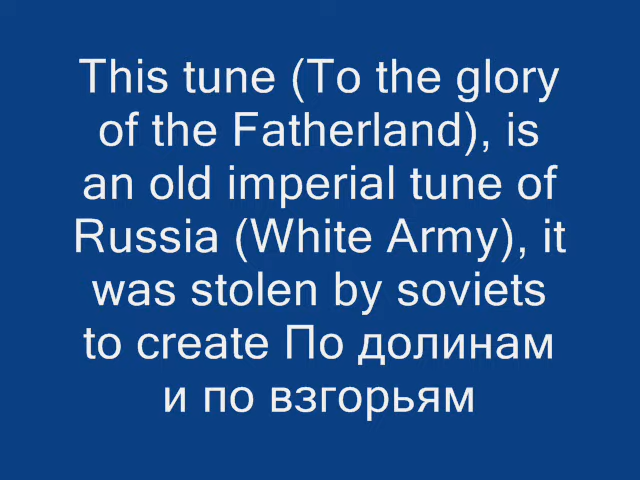 This tune (To the glory
of the Fatherland), is
an old imperial tune of
Russia (White Army), it
was stolen by soviets
to create По долинам
и по взгорьям